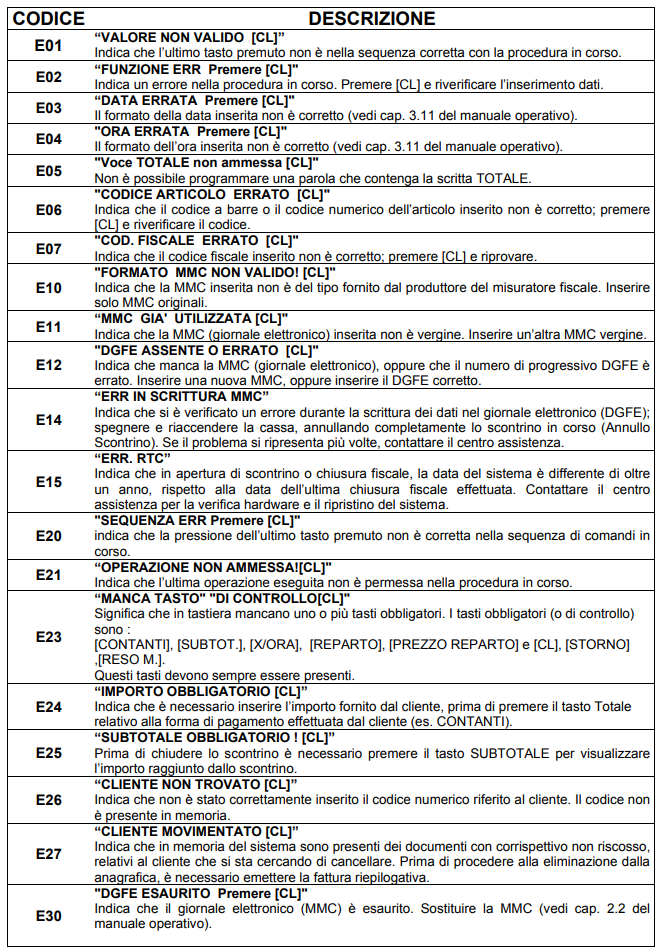 CODICE DESCRIZIONE
E01
“VALORE NON VALIDO [CL]”
Indica che l’ultimo tasto premuto non è nella sequenza corretta con la procedura in corso.
E02
“FUNZIONE ERR Premere [CL]"
Indica un errore nella procedura in corso. Premere [CL] e riverificare l’inserimento dati.
E03
“DATA ERRATA Premere [CL]"
Il formato della data inserita non è corretto (vedi cap. 3.11 del manuale operativo).
E04
"ORA ERRATA Premere [CL]"
Il formato dell’ora inserita non è corretto (vedi cap. 3.11 del manuale operativo).
E05
"Voce TOTALE non ammessa [CL]"
Non è possibile programmare una parola che contenga la scritta TOTALE.
E06
"CODICE ARTICOLO ERRATO [CL]"
Indica che il codice a barre o il codice numerico dell’articolo inserito non è corretto; premere
[CL] e riverificare il codice.
E07
"COD. FISCALE ERRATO [CL]"
Indica che il codice fiscale inserito non è corretto; premere [CL] e riprovare.
E10
"FORMATO MMC NON VALIDO! [CL]"
Indica che la MMC inserita non è del tipo fornito dal produttore del misuratore fiscale. Inserire
solo MMC originali.
E11
“MMC GIA' UTILIZZATA [CL]"
Indica che la MMC (giornale elettronico) inserita non è vergine. Inserire un’altra MMC vergine.
E12
"DGFE ASSENTE O ERRATO [CL]"
Indica che manca la MMC (giornale elettronico), oppure che il numero di progressivo DGFE è
errato. Inserire una nuova MMC, oppure inserire il DGFE corretto.
E14
“ERR IN SCRITTURA MMC”
Indica che si è verificato un errore durante la scrittura dei dati nel giornale elettronico (DGFE);
spegnere e riaccendere la cassa, annullando completamente lo scontrino in corso (Annullo
Scontrino). Se il problema si ripresenta più volte, contattare il centro assistenza.
E15
“ERR. RTC”
Indica che in apertura di scontrino o chiusura fiscale, la data del sistema è differente di oltre
un anno, rispetto alla data dell’ultima chiusura fiscale effettuata. Contattare il centro
assistenza per la verifica hardware e il ripristino del sistema.
E20
"SEQUENZA ERR Premere [CL]"
indica che la pressione dell’ultimo tasto premuto non è corretta nella sequenza di comandi in
corso.
E21
"OPERAZIONE NON AMMESSA![CL]"
Indica che l’ultima operazione eseguita non è permessa nella procedura in corso.
E23
“MANCA TASTO" "DI CONTROLLO[CL]"
Significa che in tastiera mancano uno o più tasti obbligatori. I tasti obbligatori (o di controllo)
sono :
[CONTANTI], [SUBTOT.], [X/ORA], [REPARTO], [PREZZO REPARTO] e [CL], [STORNO]
,[RESO M.].
Questi tasti devono sempre essere presenti.
E24
“IMPORTO OBBLIGATORIO [CL]”
Indica che è necessario inserire l’importo fornito dal cliente, prima di premere il tasto Totale
relativo alla forma di pagamento effettuata dal cliente (es. CONTANTI).
E25
“SUBTOTALE OBBLIGATORIO ! [CL]”
Prima di chiudere lo scontrino è necessario premere il tasto SUBTOTALE per visualizzare
l’importo raggiunto dallo scontrino.
E26
“CLIENTE NON TROVATO [CL]”
Indica che non è stato correttamente inserito il codice numerico riferito al cliente. Il codice non
è presente in memoria.
E27
“CLIENTE MOVIMENTATO [CL]”
Indica che in memoria del sistema sono presenti dei documenti con corrispettivo non riscosso,
relativi al cliente che si sta cercando di cancellare. Prima di procedere alla eliminazione dalla
anagrafica, è necessario emettere la fattura riepilogativa.
E30
"DGFE ESAURITO Premere [CL]"
Indica che il giornale elettronico (MMC) è esaurito. Sostituire la MMC (vedi cap. 2.2 del
manuale operativo).